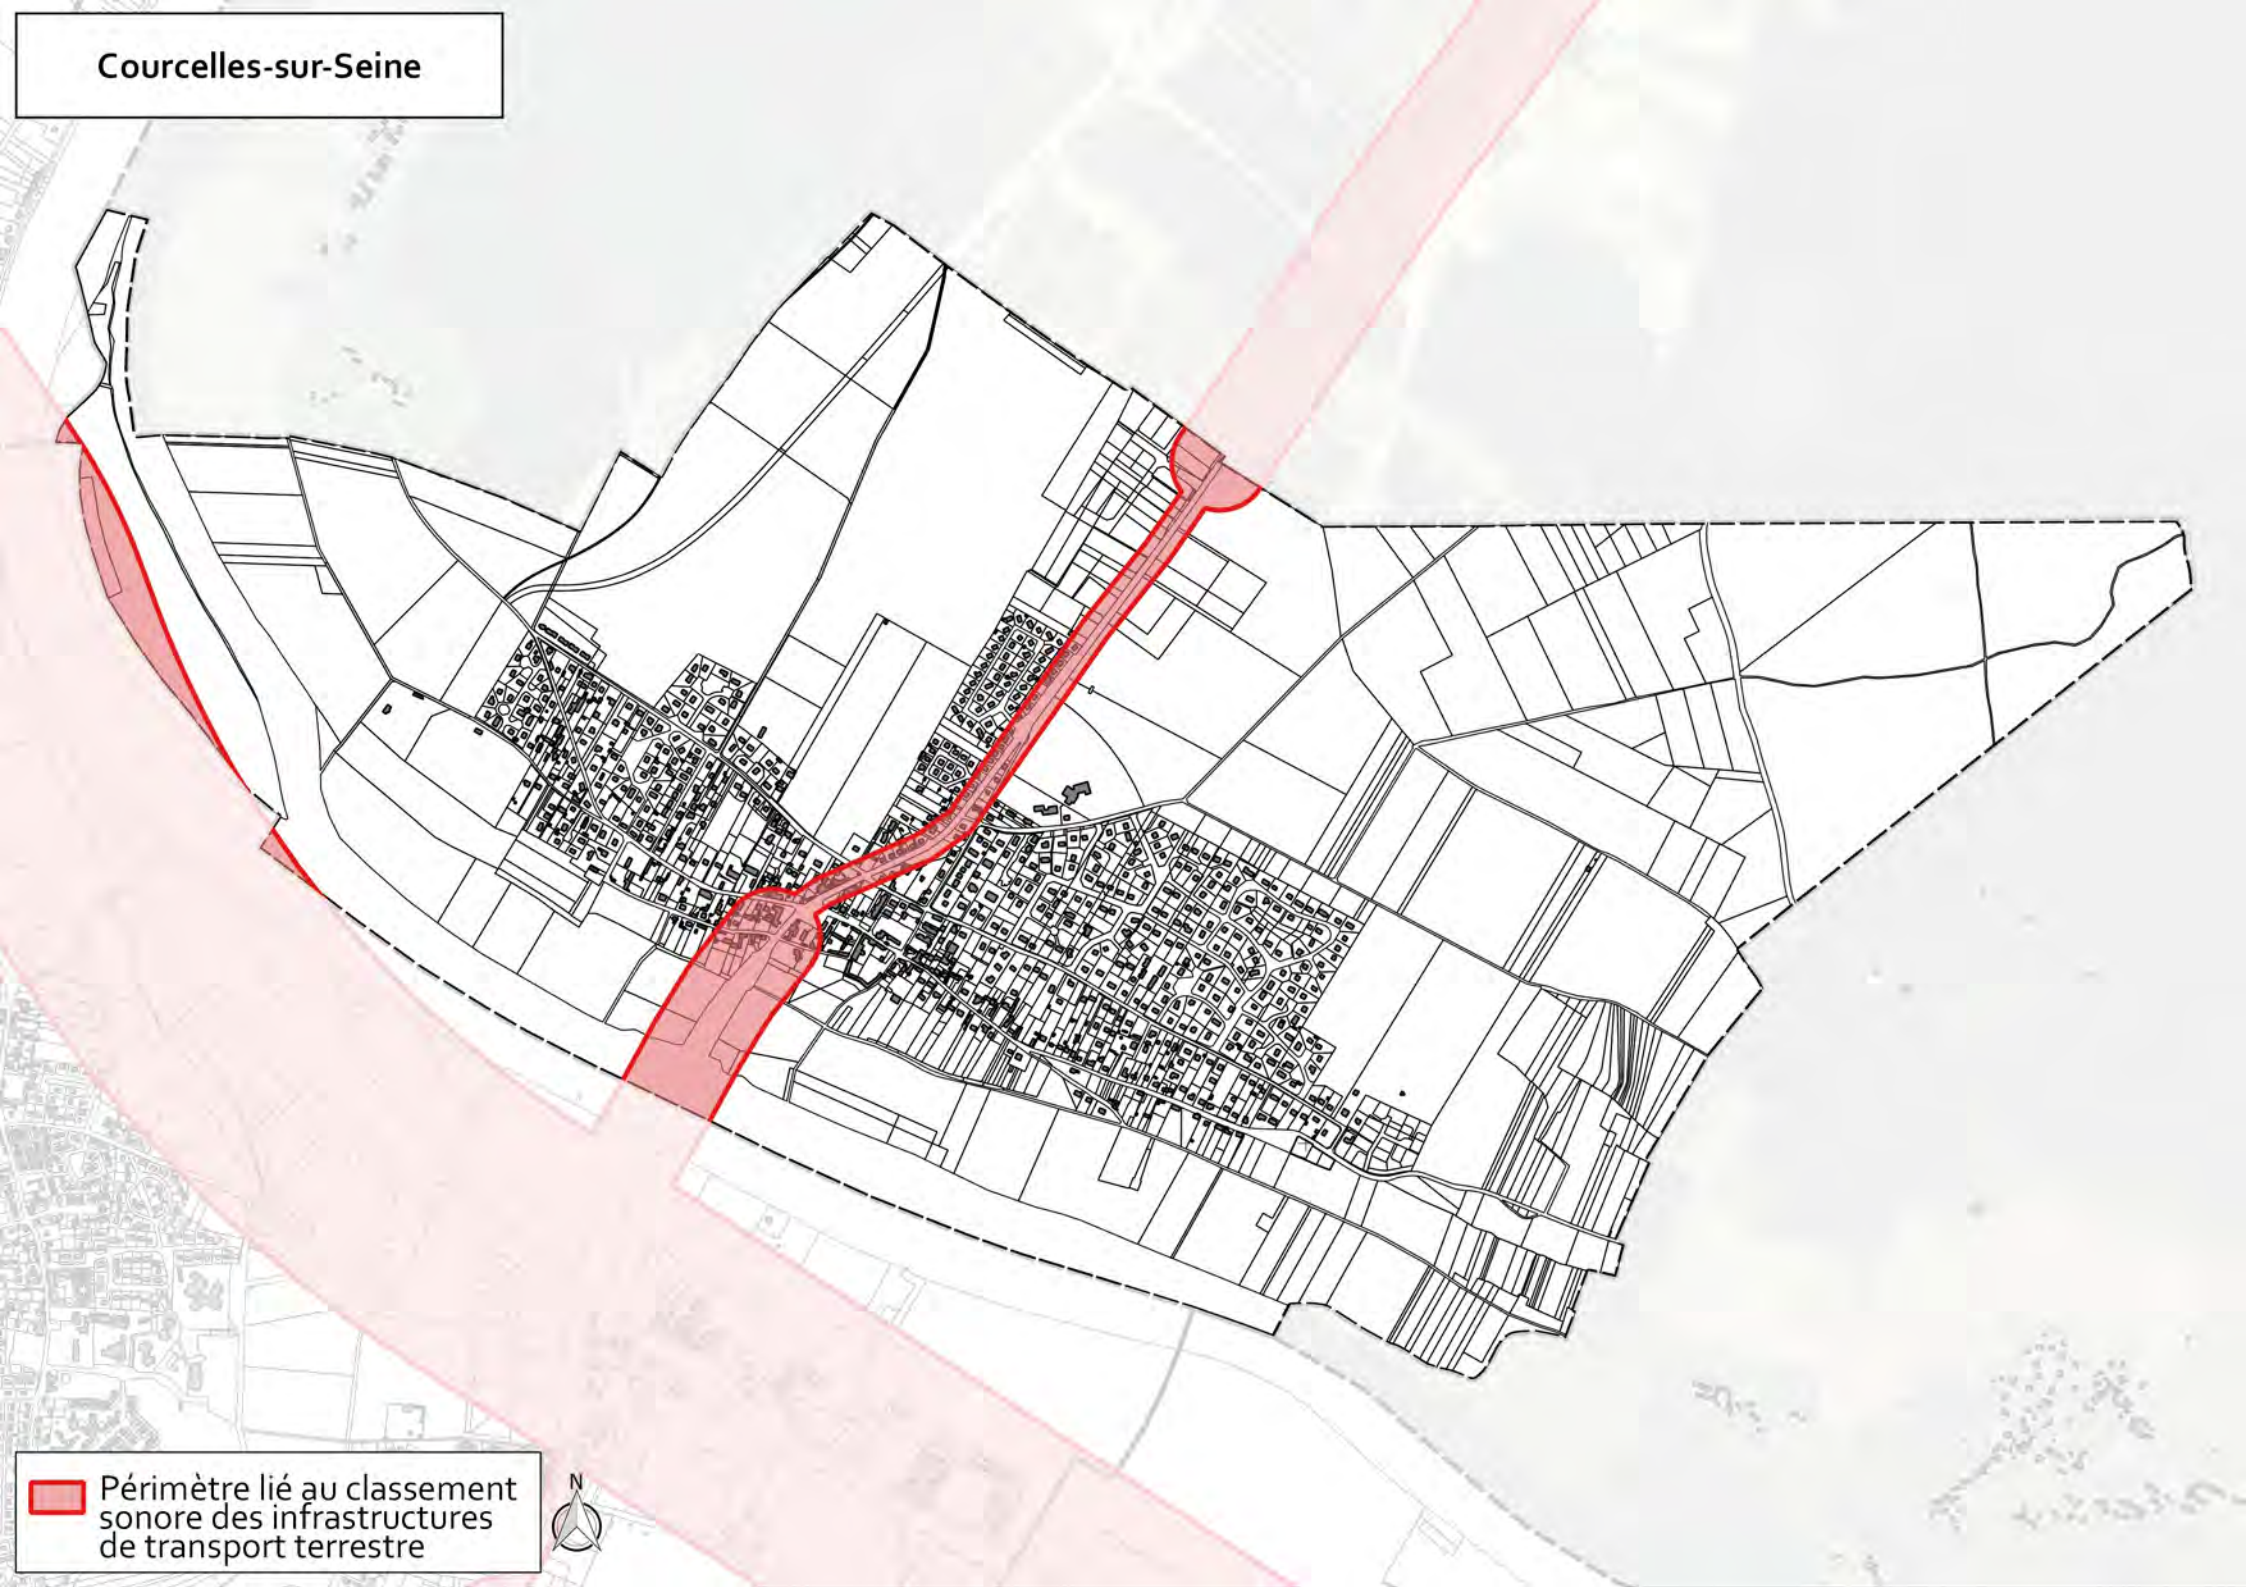 Courcelles-sur-Seine
Périmètre lié au classement
sonore des infrastructures
de transport terrestre
N